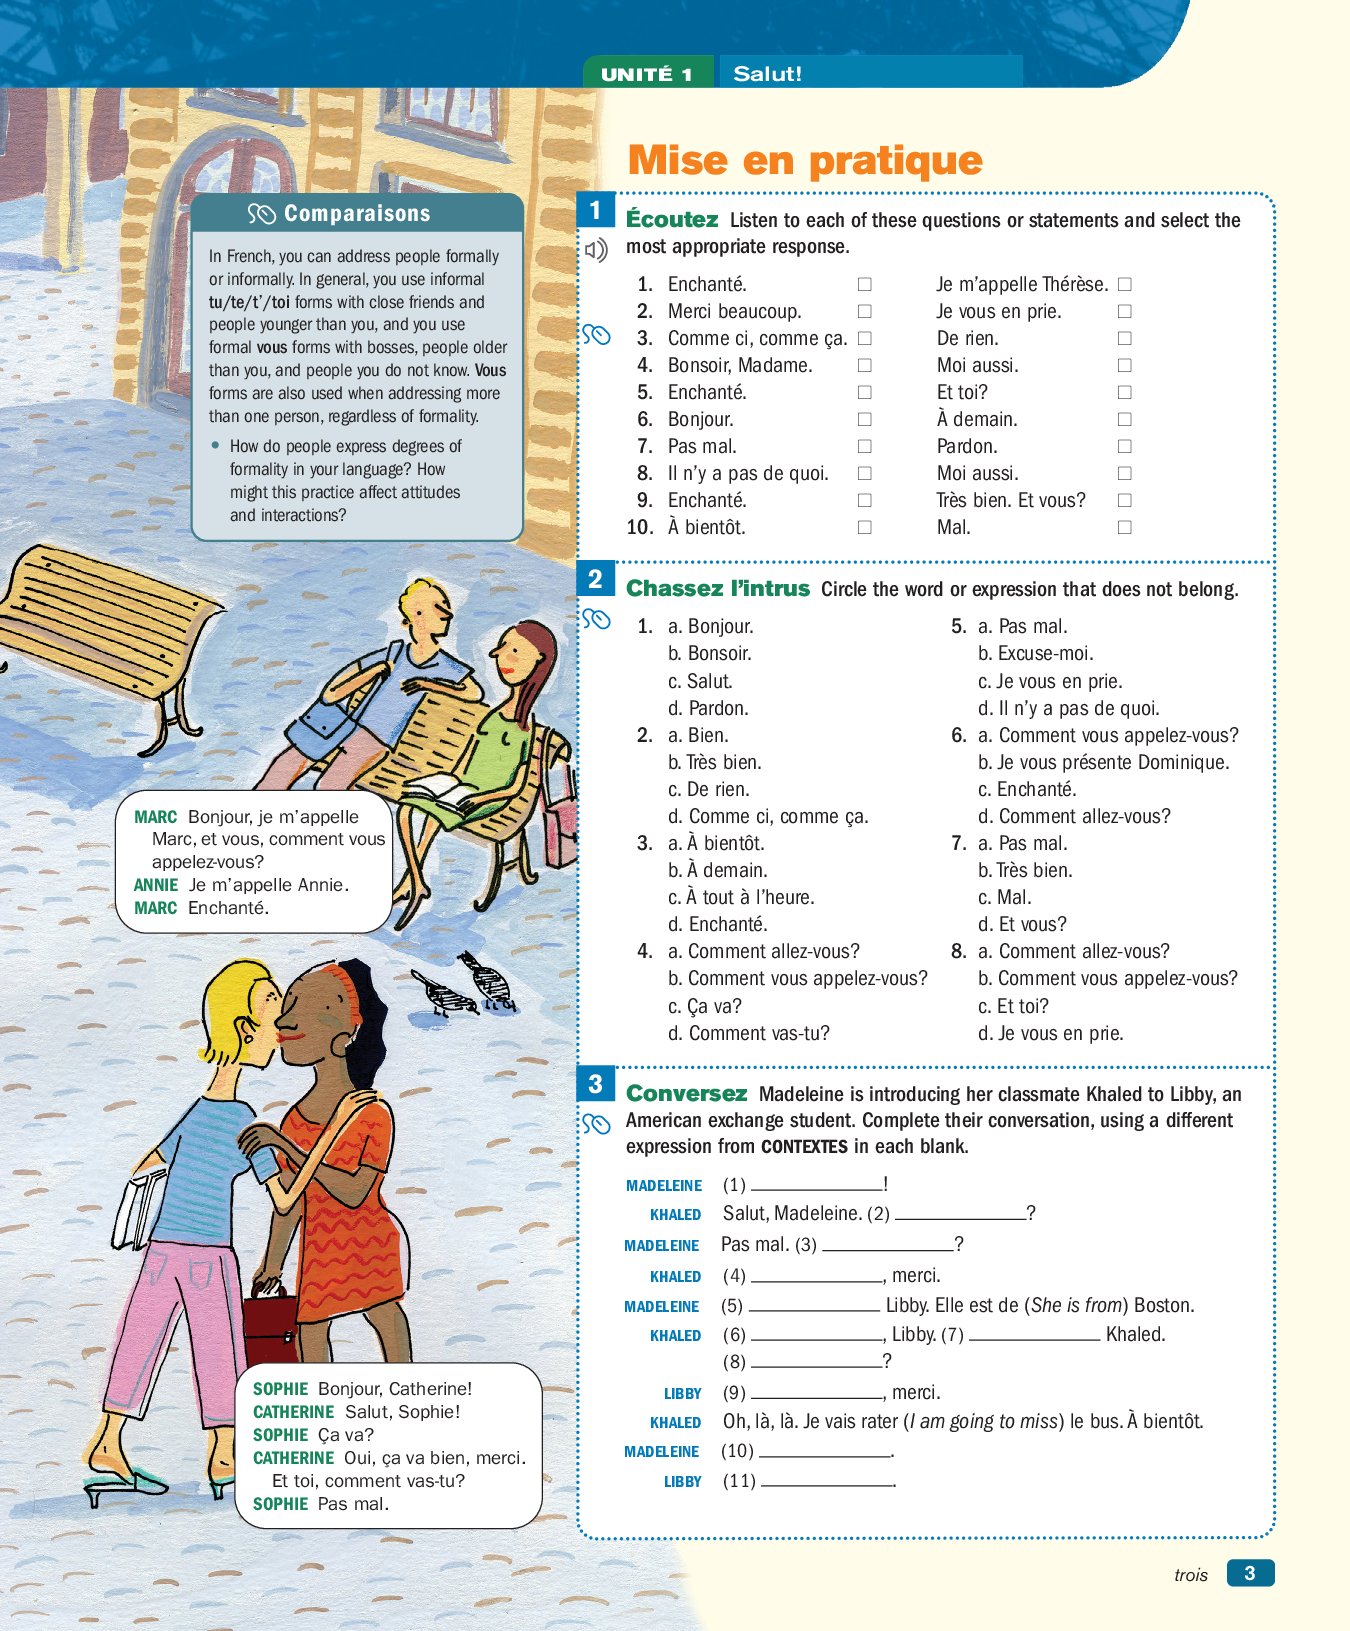 UNITÉ 1 Salut!
Comparaisons
In French, you can address people formally
or informally. In general, you use informal
tu/te/t’/toi forms with close friends and
people younger than you, and you use
formal vous forms with bosses, people older
than you, and people you do not know. Vous
forms are also used when addressing more
than one person, regardless of formality.
• How do people express degrees of
formality in your language? How
might this practice affect attitudes
and interactions?
MARC Bonjour, je m’appelle
Marc, et vous, comment vous
appelez-vous?
ANNIE Je m’appelle Annie.
MARC Enchanté.
SOPHIE Bonjour, Catherine!
CATHERINE Salut, Sophie!
SOPHIE Ça va?
CATHERINE Oui, ça va bien, merci.
Et toi, comment vas-tu?
SOPHIE Pas mal.
Mise en pratique
1 Écoutez Listen to each of these questions or statements and select the
most appropriate response.
1. Enchanté. □ Je m’appelle Thérèse. □
2. Merci beaucoup. □ Je vous en prie. □
3. Comme ci, comme ça. □ De rien. □
4. Bonsoir, Madame. □ Moi aussi. □
5. Enchanté. □ Et toi? □
6. Bonjour. □ À demain. □
7. Pas mal. □ Pardon. □
8. Il n’y a pas de quoi. □ Moi aussi. □
9. Enchanté. □ Très bien. Et vous? □
10. À bientôt. □ Mal. □
2 Chassez l’intrus Circle the word or expression that does not belong.
1. a. Bonjour.
b. Bonsoir.
c. Salut.
d. Pardon.
2. a. Bien.
b. Très bien.
c. De rien.
d. Comme ci, comme ça.
3. a. À bientôt.
b. À demain.
c. À tout à l’heure.
d. Enchanté.
4. a. Comment allez-vous?
b. Comment vous appelez-vous?
c. Ça va?
d. Comment vas-tu?
5. a. Pas mal.
b. Excuse-moi.
c. Je vous en prie.
d. Il n’y a pas de quoi.
6. a. Comment vous appelez-vous?
b. Je vous présente Dominique.
c. Enchanté.
d. Comment allez-vous?
7. a. Pas mal.
b. Très bien.
c. Mal.
d. Et vous?
8. a. Comment allez-vous?
b. Comment vous appelez-vous?
c. Et toi?
d. Je vous en prie.
3 Conversez Madeleine is introducing her classmate Khaled to Libby, an
American exchange student. Complete their conversation, using a different
expression from CONTEXTES in each blank.
MADELEINE (1) ____________!
KHALED Salut, Madeleine. (2) ____________?
MADELEINE Pas mal. (3) ____________?
KHALED (4) ____________, merci.
MADELEINE (5) ____________ Libby. Elle est de (She is from) Boston.
KHALED (6) ____________, Libby. (7) ____________ Khaled.
(8) ____________?
LIBBY (9) ____________, merci.
KHALED Oh, là, là. Je vais rater (I am going to miss) le bus. À bientôt.
MADELEINE (10) ____________.
LIBBY (11) ____________.
trois 3